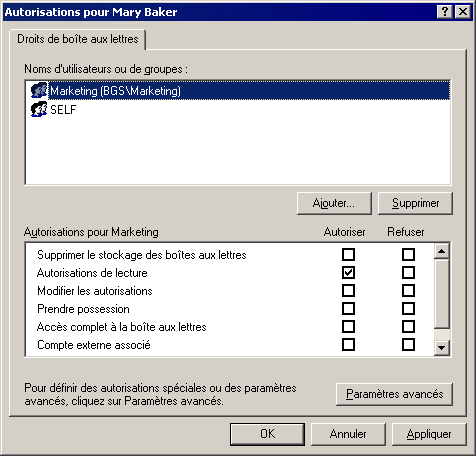 Autorisations pour Mary Baker
Droits de boîte aux lettres
Noms d'utilisateurs ou de groupes :
Marketing (BGS\Marketing)
SELF
Ajouter...
Supprimer
Autorisations pour Marketing
Autoriser
Refuser
Supprimer le stockage des boîtes aux lettres
Autorisations de lecture
Modifier les autorisations
Prendre possession
Accès complet à la boîte aux lettres
Compte externe associé
Pour définir des autorisations spéciales ou des paramètres
avancés, cliquez sur Paramètres avancés.
Paramètres avancés
OK
Annuler
Appliquer